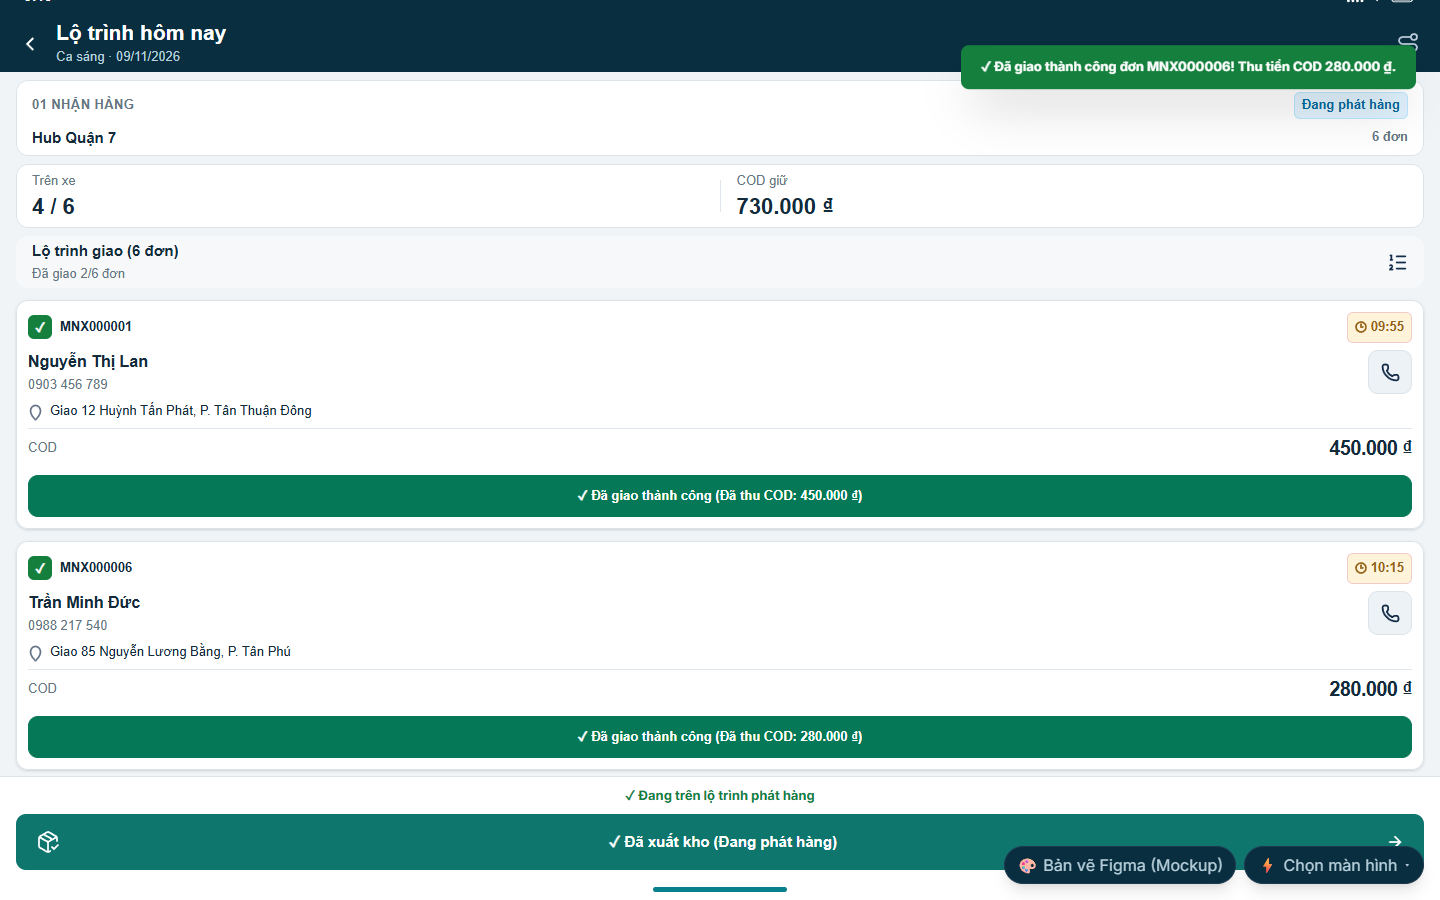 Lộ trình hôm nay
Ca sáng · 09/11/2026
✓ Đã giao thành công đơn MNX000006! Thu tiền COD 280.000 ₫.
01 NHẬN HÀNG
Đang phát hàng
Hub Quận 7
6 đơn
Trên xe
COD giữ
4 / 6
730.000 ₫
Lộ trình giao (6 đơn)
Đã giao 2/6 đơn
MNX000001
09:55
Nguyễn Thị Lan
0903 456 789
Giao 12 Huỳnh Tấn Phát, P. Tân Thuận Đông
COD
450.000 ₫
✓ Đã giao thành công (Đã thu COD: 450.000 ₫)
MNX000006
10:15
Trần Minh Đức
0988 217 540
Giao 85 Nguyễn Lương Bằng, P. Tân Phú
COD
280.000 ₫
✓ Đã giao thành công (Đã thu COD: 280.000 ₫)
✓ Đang trên lộ trình phát hàng
✓ Đã xuất kho (Đang phát hàng)
Bản vẽ Figma (Mockup)
Chọn màn hình